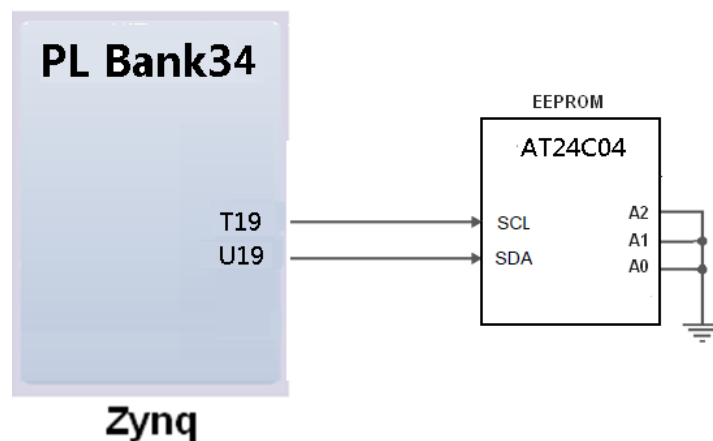 PL Bank34
EEPROM
AT24C04
T19
SCL
A2
A1
U19
SDA
A0
Zynq